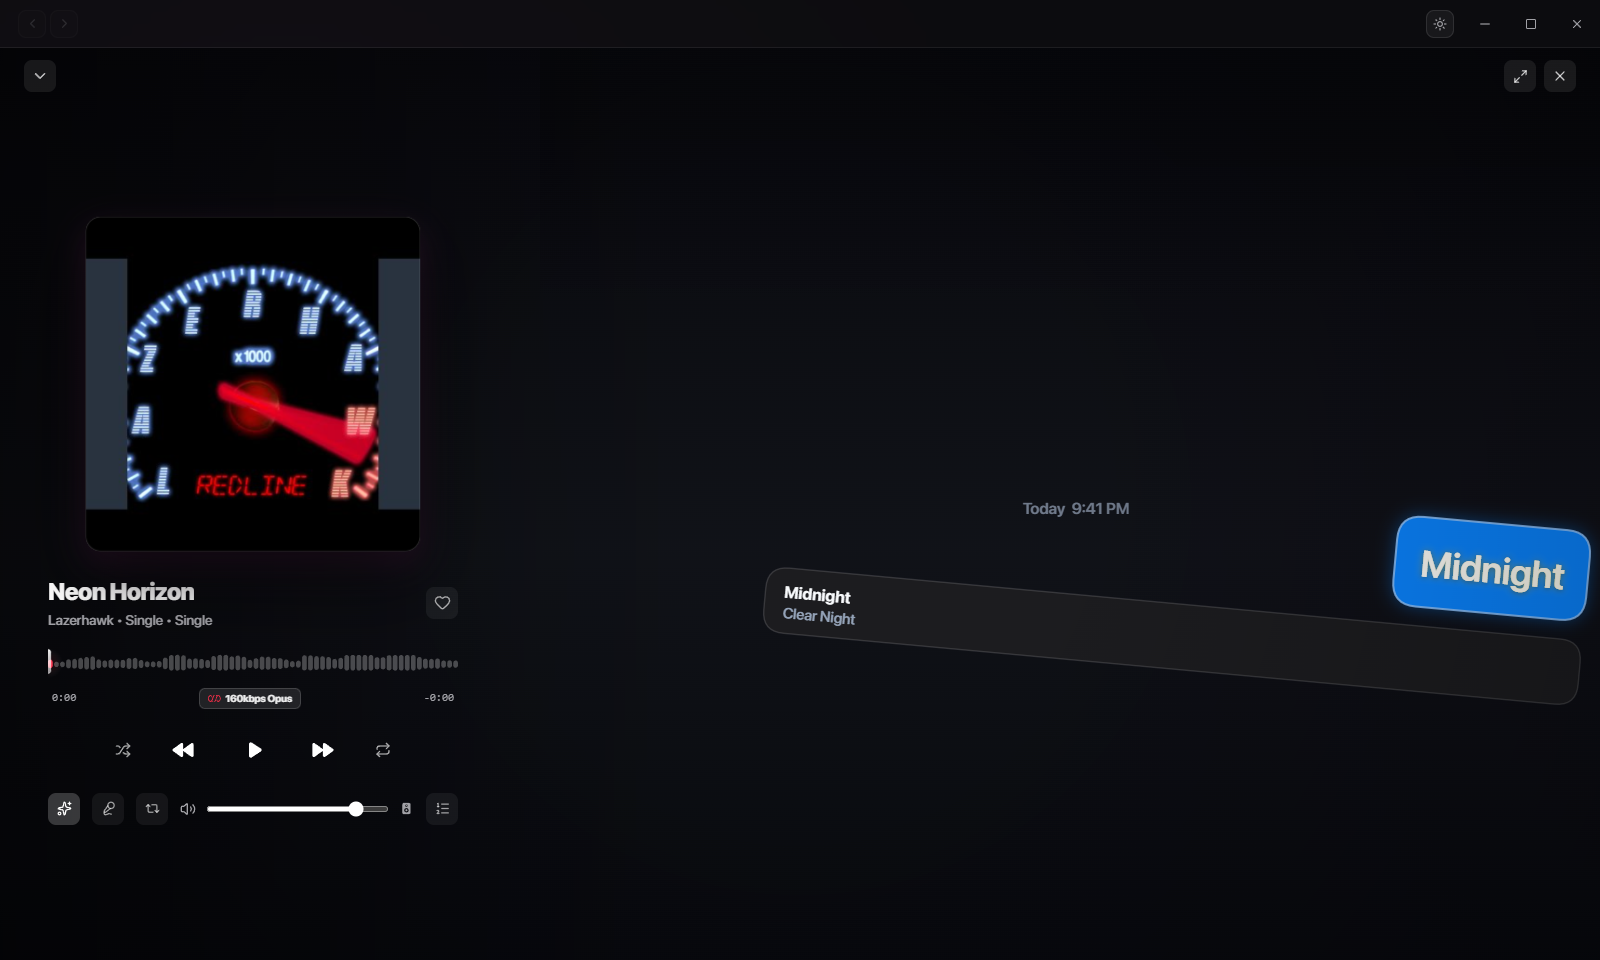 L A Z E R H A W K
x1000
REDLINE
Neon Horizon
Lazerhawk • Single • Single
0:00
160kbps Opus
-0:00
Today 9:41 PM
Midnight
Midnight
Clear Night